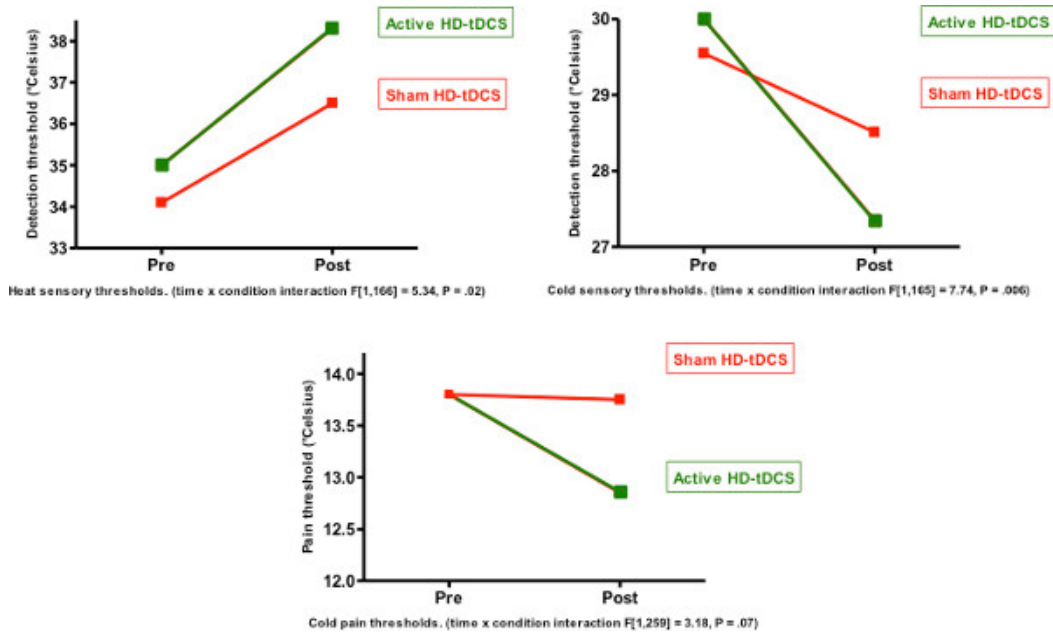 Detection threshold (°Celsius)
38
37
36
35
34
33
Pre
Post
Active HD-tDCS
Sham HD-tDCS
Heat sensory thresholds. (time x condition interaction F[1,166] = 5.34, P = .02)
Detection threshold (°Celsius)
30
29
28
27
Pre
Post
Active HD-tDCS
Sham HD-tDCS
Cold sensory thresholds. (time x condition interaction F[1,165] = 7.74, P = .006)
Pain threshold (°Celsius)
14.0
13.5
13.0
12.5
12.0
Pre
Post
Sham HD-tDCS
Active HD-tDCS
Cold pain thresholds. (time x condition interaction F[1,259] = 3.18, P = .07)